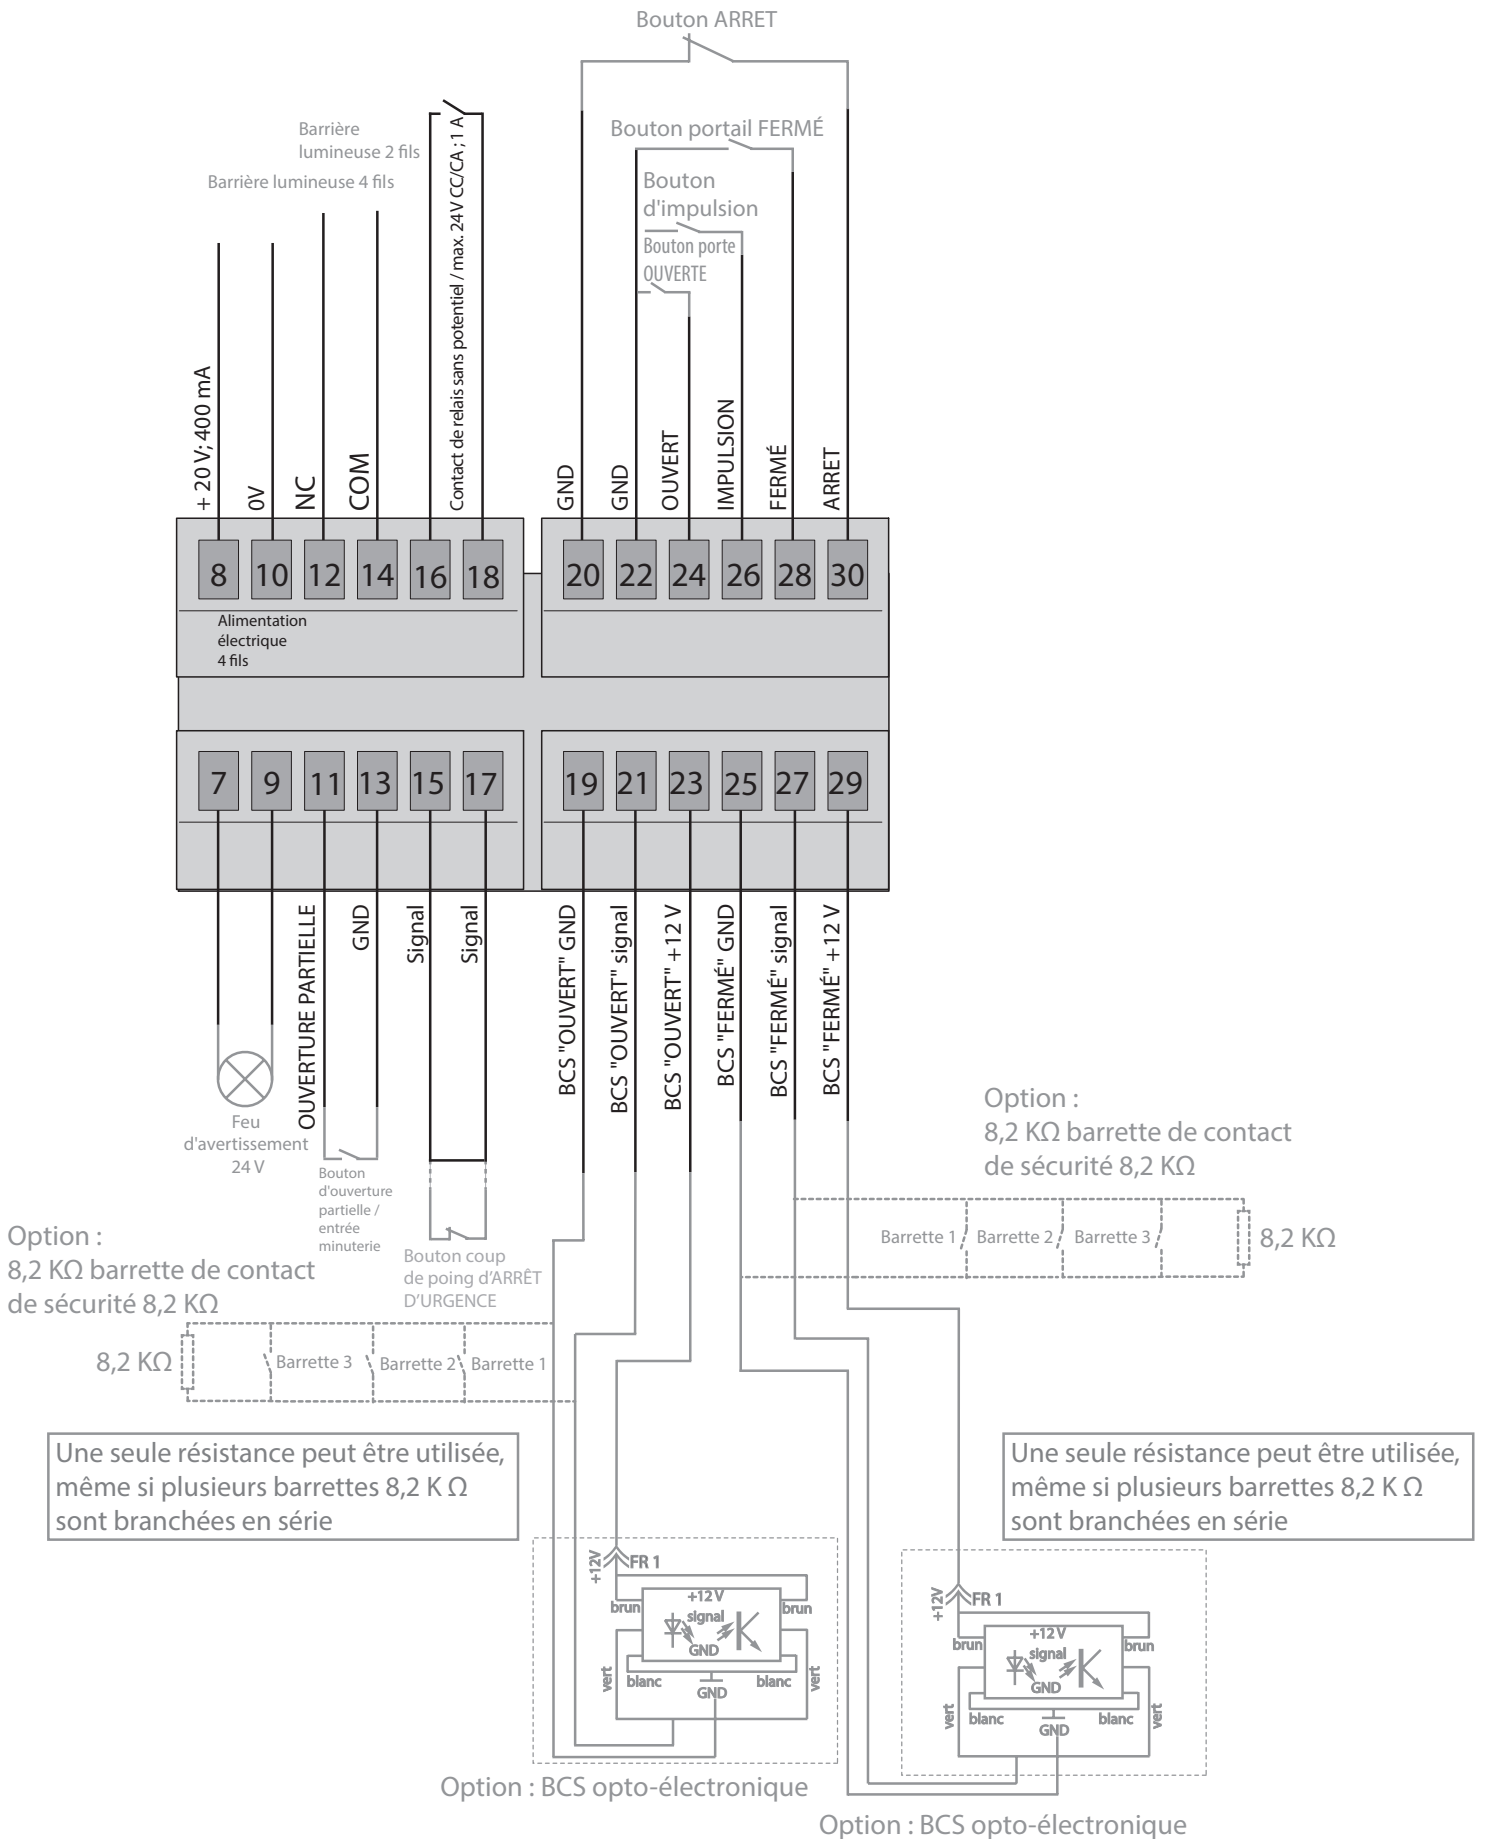 Bouton ARRET
Barrière
lumineuse 2 fils
Barrière lumineuse 4 fils
Bouton portail FERMÉ
Bouton
d'impulsion
Bouton porte
OUVERTE
+ 20 V; 400 mA
0V
NC
COM
Contact de relais sans potentiel / max. 24 V CC/CA ; 1 A
GND
GND
OUVERT
IMPULSION
FERMÉ
ARRET
8
10
12
14
16
18
20
22
24
26
28
30
Alimentation
électrique
4 fils
7
9
11
13
15
17
19
21
23
25
27
29
OUVERTURE PARTIELLE
GND
Signal
Signal
BCS "OUVERT" GND
BCS "OUVERT" signal
BCS "OUVERT" +12 V
BCS "FERMÉ" GND
BCS "FERMÉ" signal
BCS "FERMÉ" +12 V
Feu
d'avertissement
24 V
Bouton
d'ouverture
partielle /
entrée
minuterie
Bouton coup
de poing d'ARRÊT
D'URGENCE
Option :
8,2 KΩ barrette de contact
de sécurité 8,2 KΩ
Barrette 1
Barrette 2
Barrette 3
8,2 KΩ
Option :
8,2 KΩ barrette de contact
de sécurité 8,2 KΩ
8,2 KΩ
Barrette 3
Barrette 2
Barrette 1
Une seule résistance peut être utilisée,
même si plusieurs barrettes 8,2 K Ω
sont branchées en série
Une seule résistance peut être utilisée,
même si plusieurs barrettes 8,2 K Ω
sont branchées en série
+12V
FR 1
brun
+12 V
signal
GND
brun
vert
blanc
GND
blanc
vert
Option : BCS opto-électronique
+12V
FR 1
brun
+12 V
signal
GND
brun
vert
blanc
GND
blanc
vert
Option : BCS opto-électronique